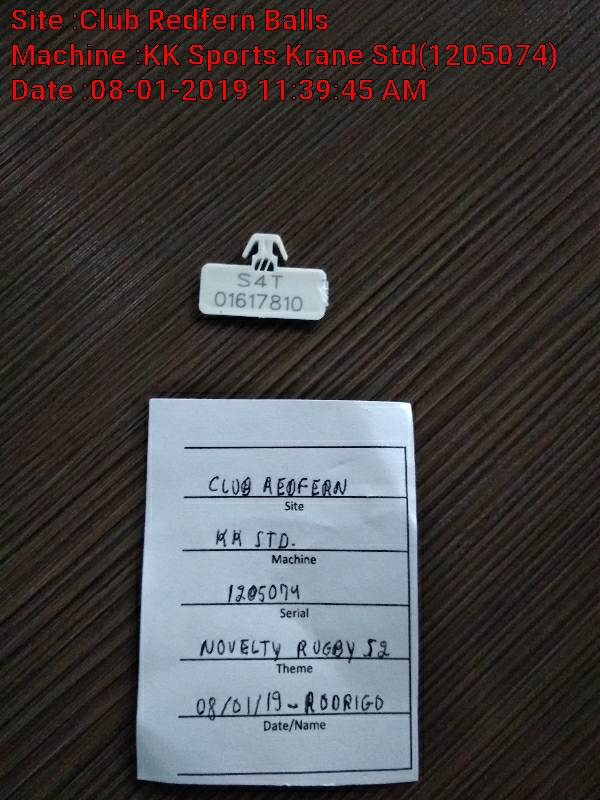 Site :Club Redfern Balls
Machine :KK Sports Krane Std(1205074)
Date :08-01-2019 11:39:45 AM
S4T
01617810
CLUB REDFERN
Site
KK STD.
Machine
1205074
Serial
NOVELTY RUGBY S2
Theme
08/01/19-RODRIGO
Date/Name